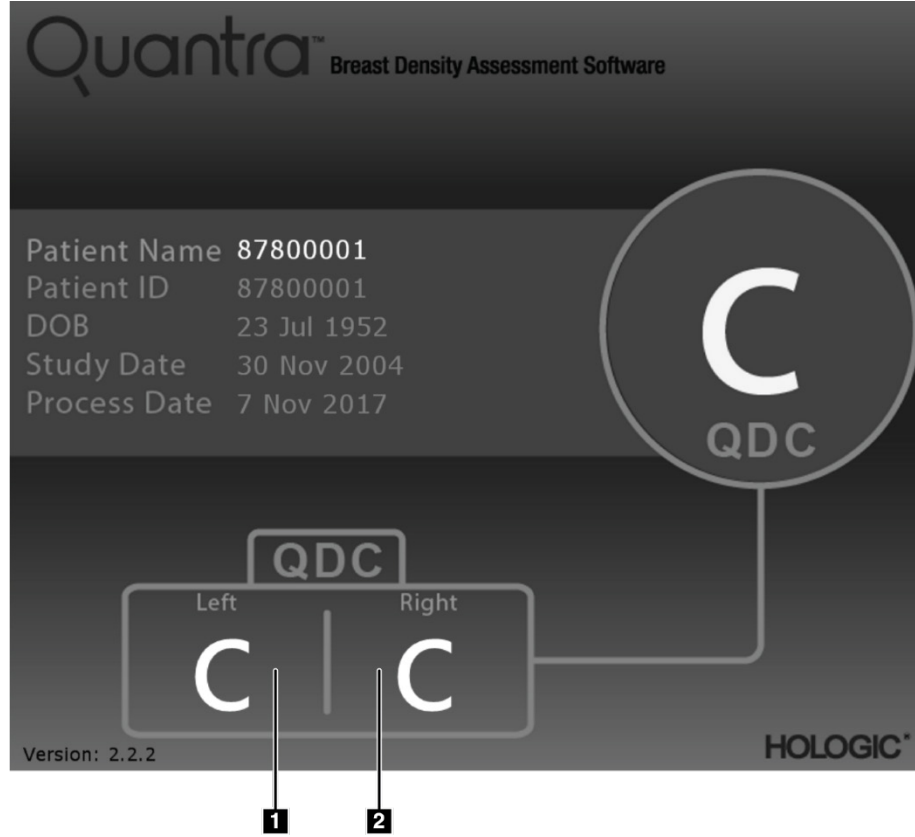 Quantra™ Breast Density Assessment Software
Patient Name 87800001
Patient ID 87800001
DOB 23 Jul 1952
Study Date 30 Nov 2004
Process Date 7 Nov 2017
C
QDC
QDC
Left Right
C C
Version: 2.2.2
HOLOGIC®
1 2